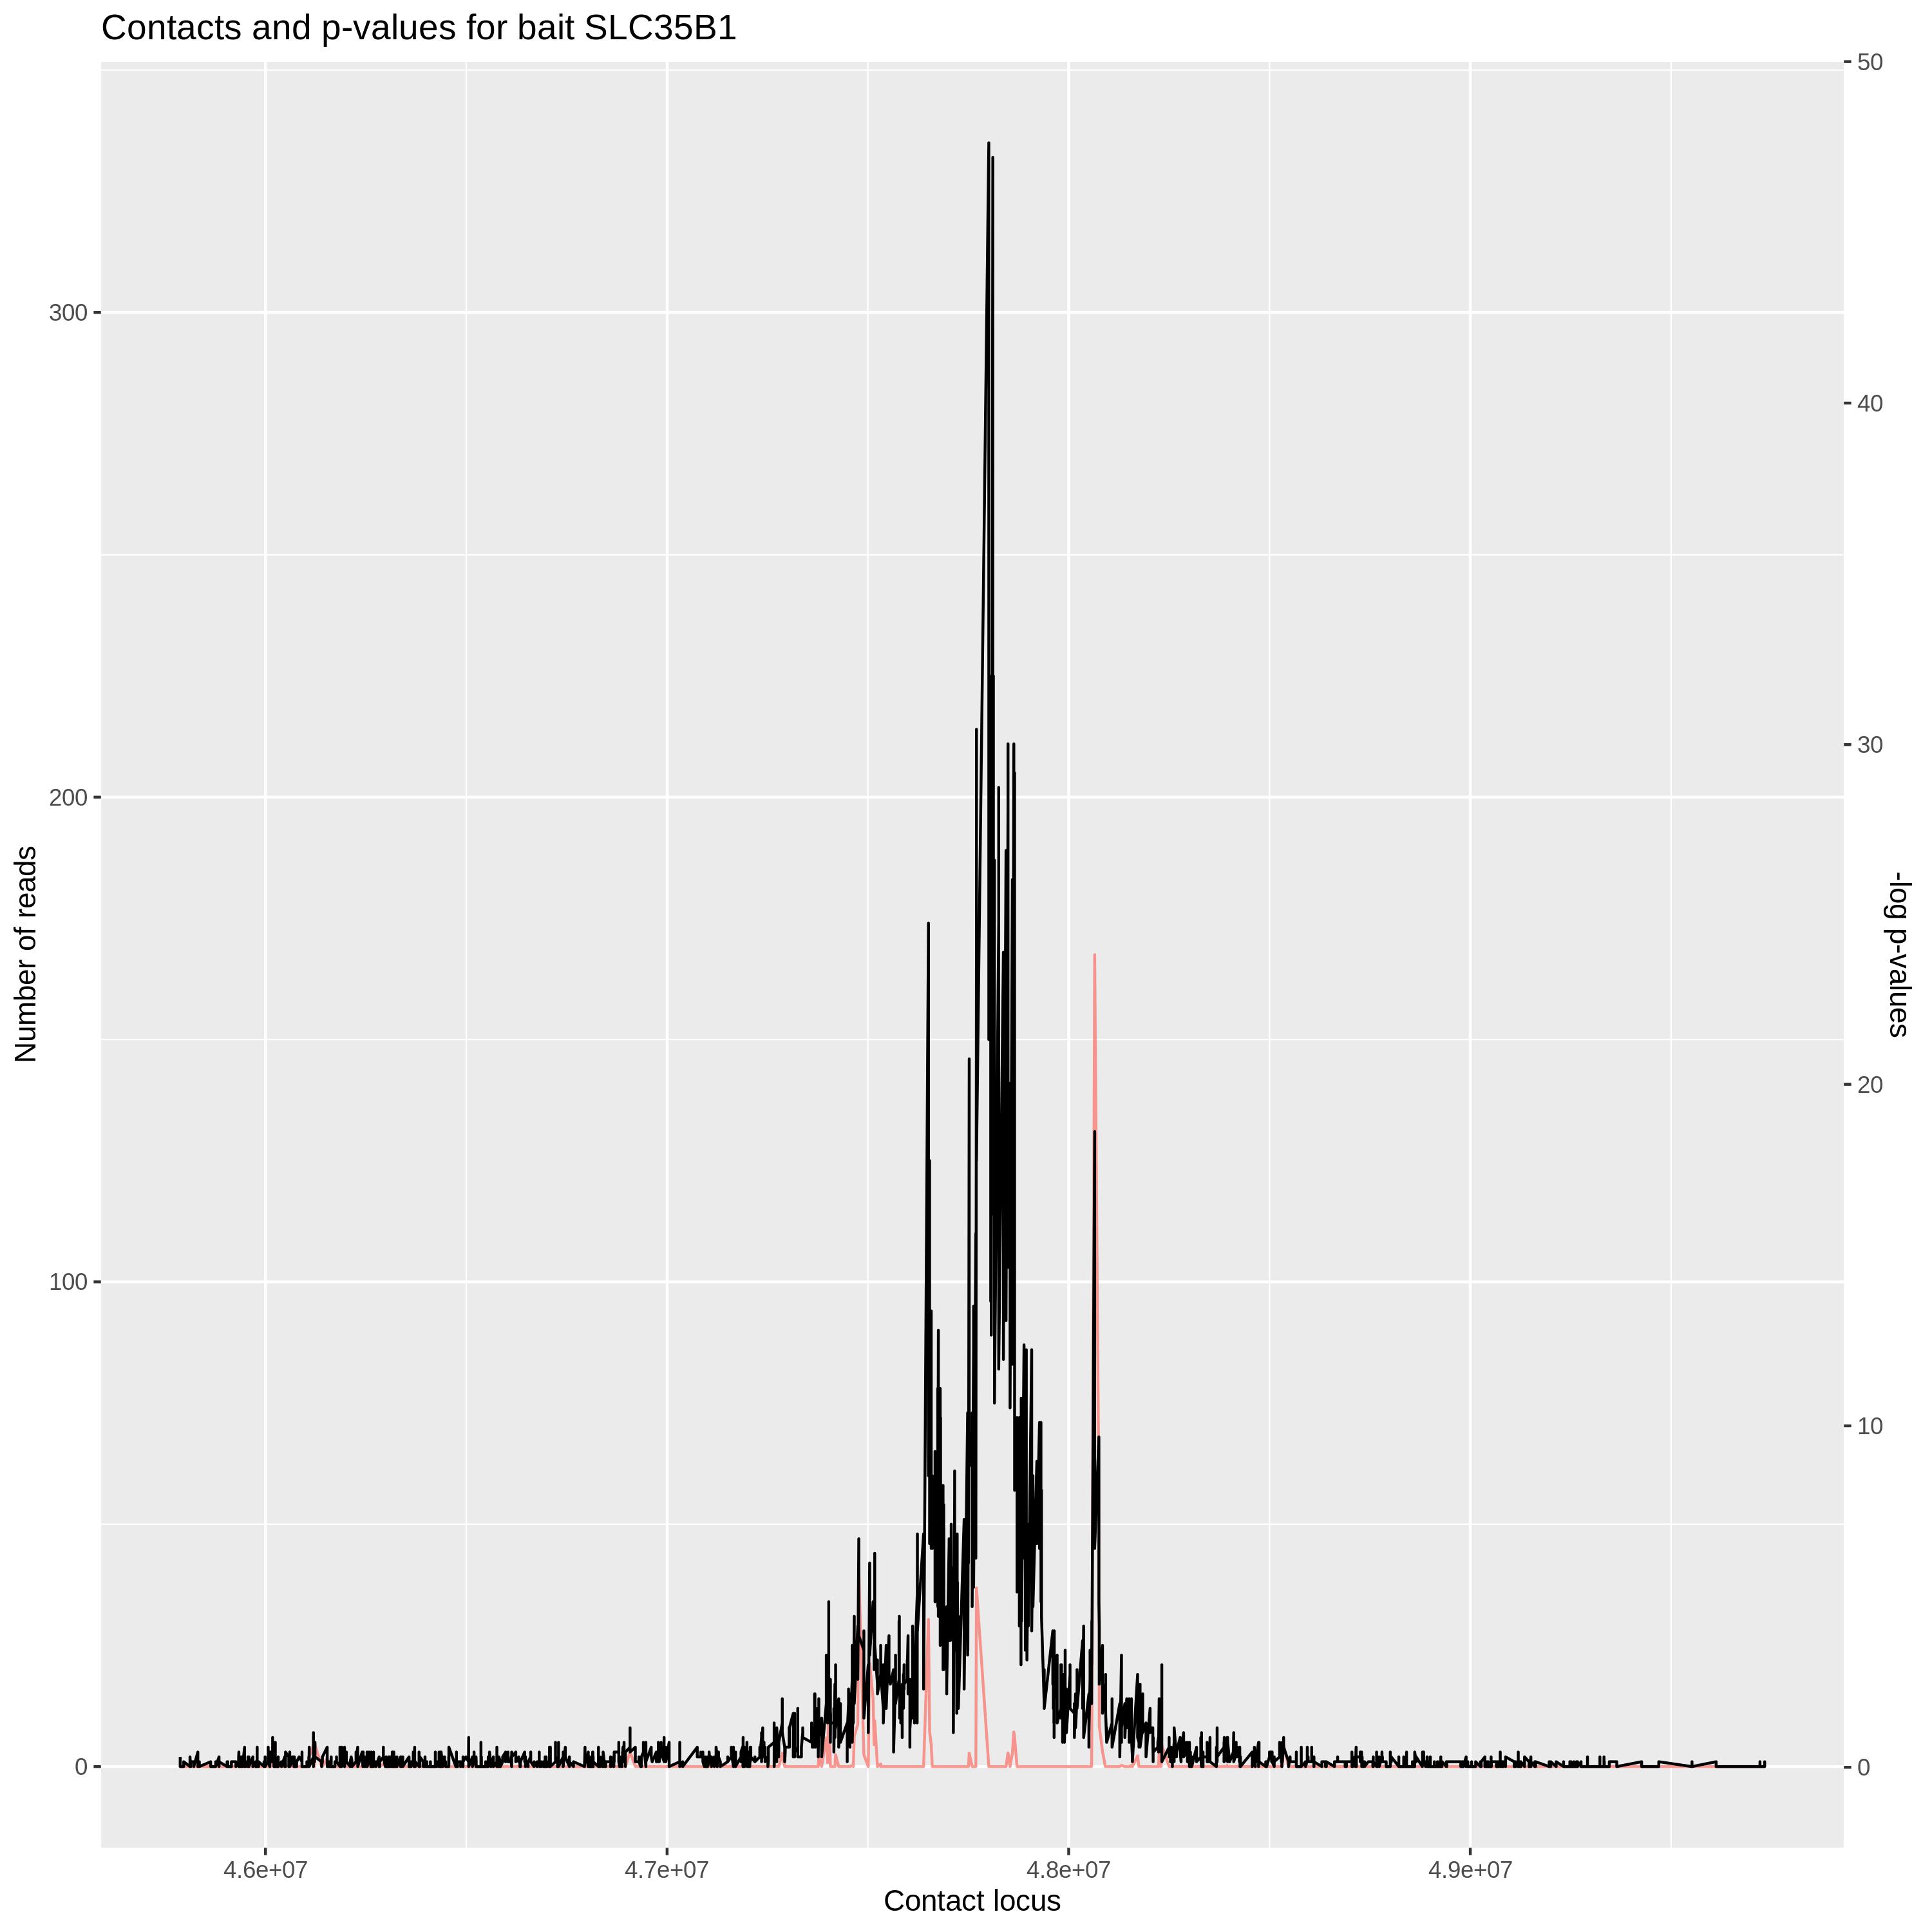 Contacts and p-values for bait SLC35B1
50
40
30
20
10
0
300
200
100
0
Number of reads
-log p-values
4.6e+07 4.7e+07 4.8e+07 4.9e+07
Contact locus